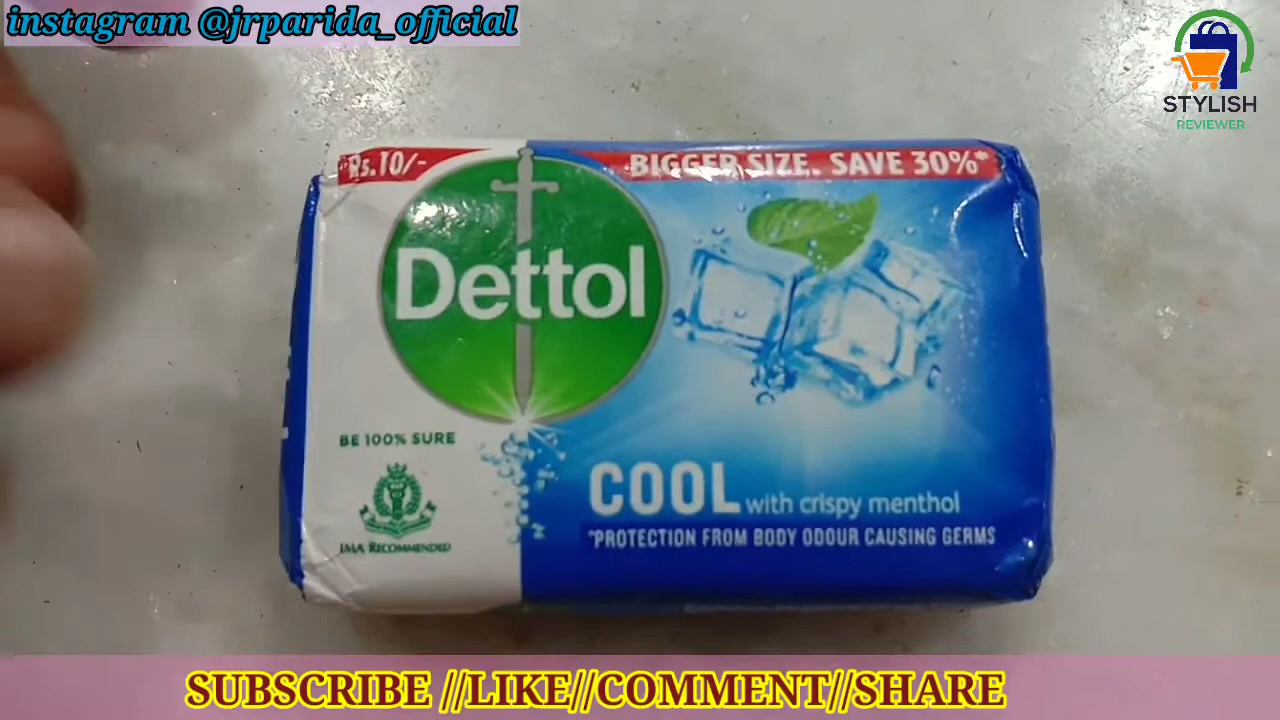 instagram @jrparida_official
STYLISH
REVIEWER
Rs.10/-
BIGGER SIZE. SAVE 30%*
Dettol
BE 100% SURE
IMA RECOMMENDED
COOL with crispy menthol
*PROTECTION FROM BODY ODOUR CAUSING GERMS
SUBSCRIBE //LIKE//COMMENT//SHARE